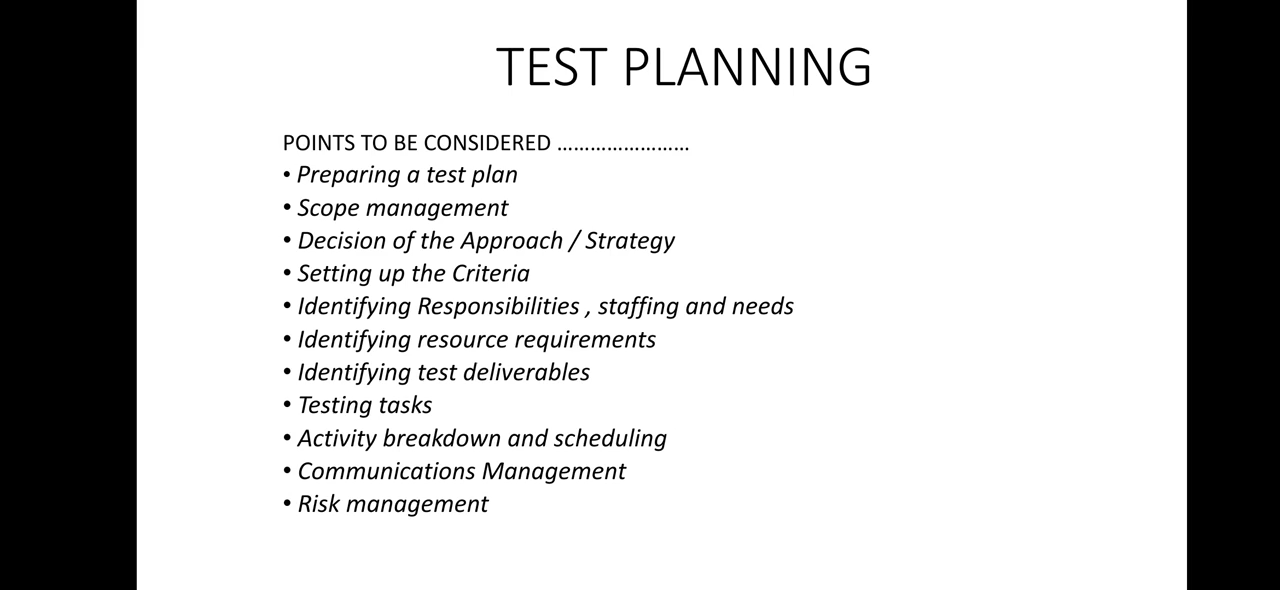 TEST PLANNING
POINTS TO BE CONSIDERED ……………………
• Preparing a test plan
• Scope management
• Decision of the Approach / Strategy
• Setting up the Criteria
• Identifying Responsibilities , staffing and needs
• Identifying resource requirements
• Identifying test deliverables
• Testing tasks
• Activity breakdown and scheduling
• Communications Management
• Risk management